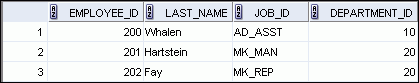 EMPLOYEE_ID LAST_NAME JOB_ID DEPARTMENT_ID
1 200 Whalen AD_ASST 10
2 201 Hartstein MK_MAN 20
3 202 Fay MK_REP 20